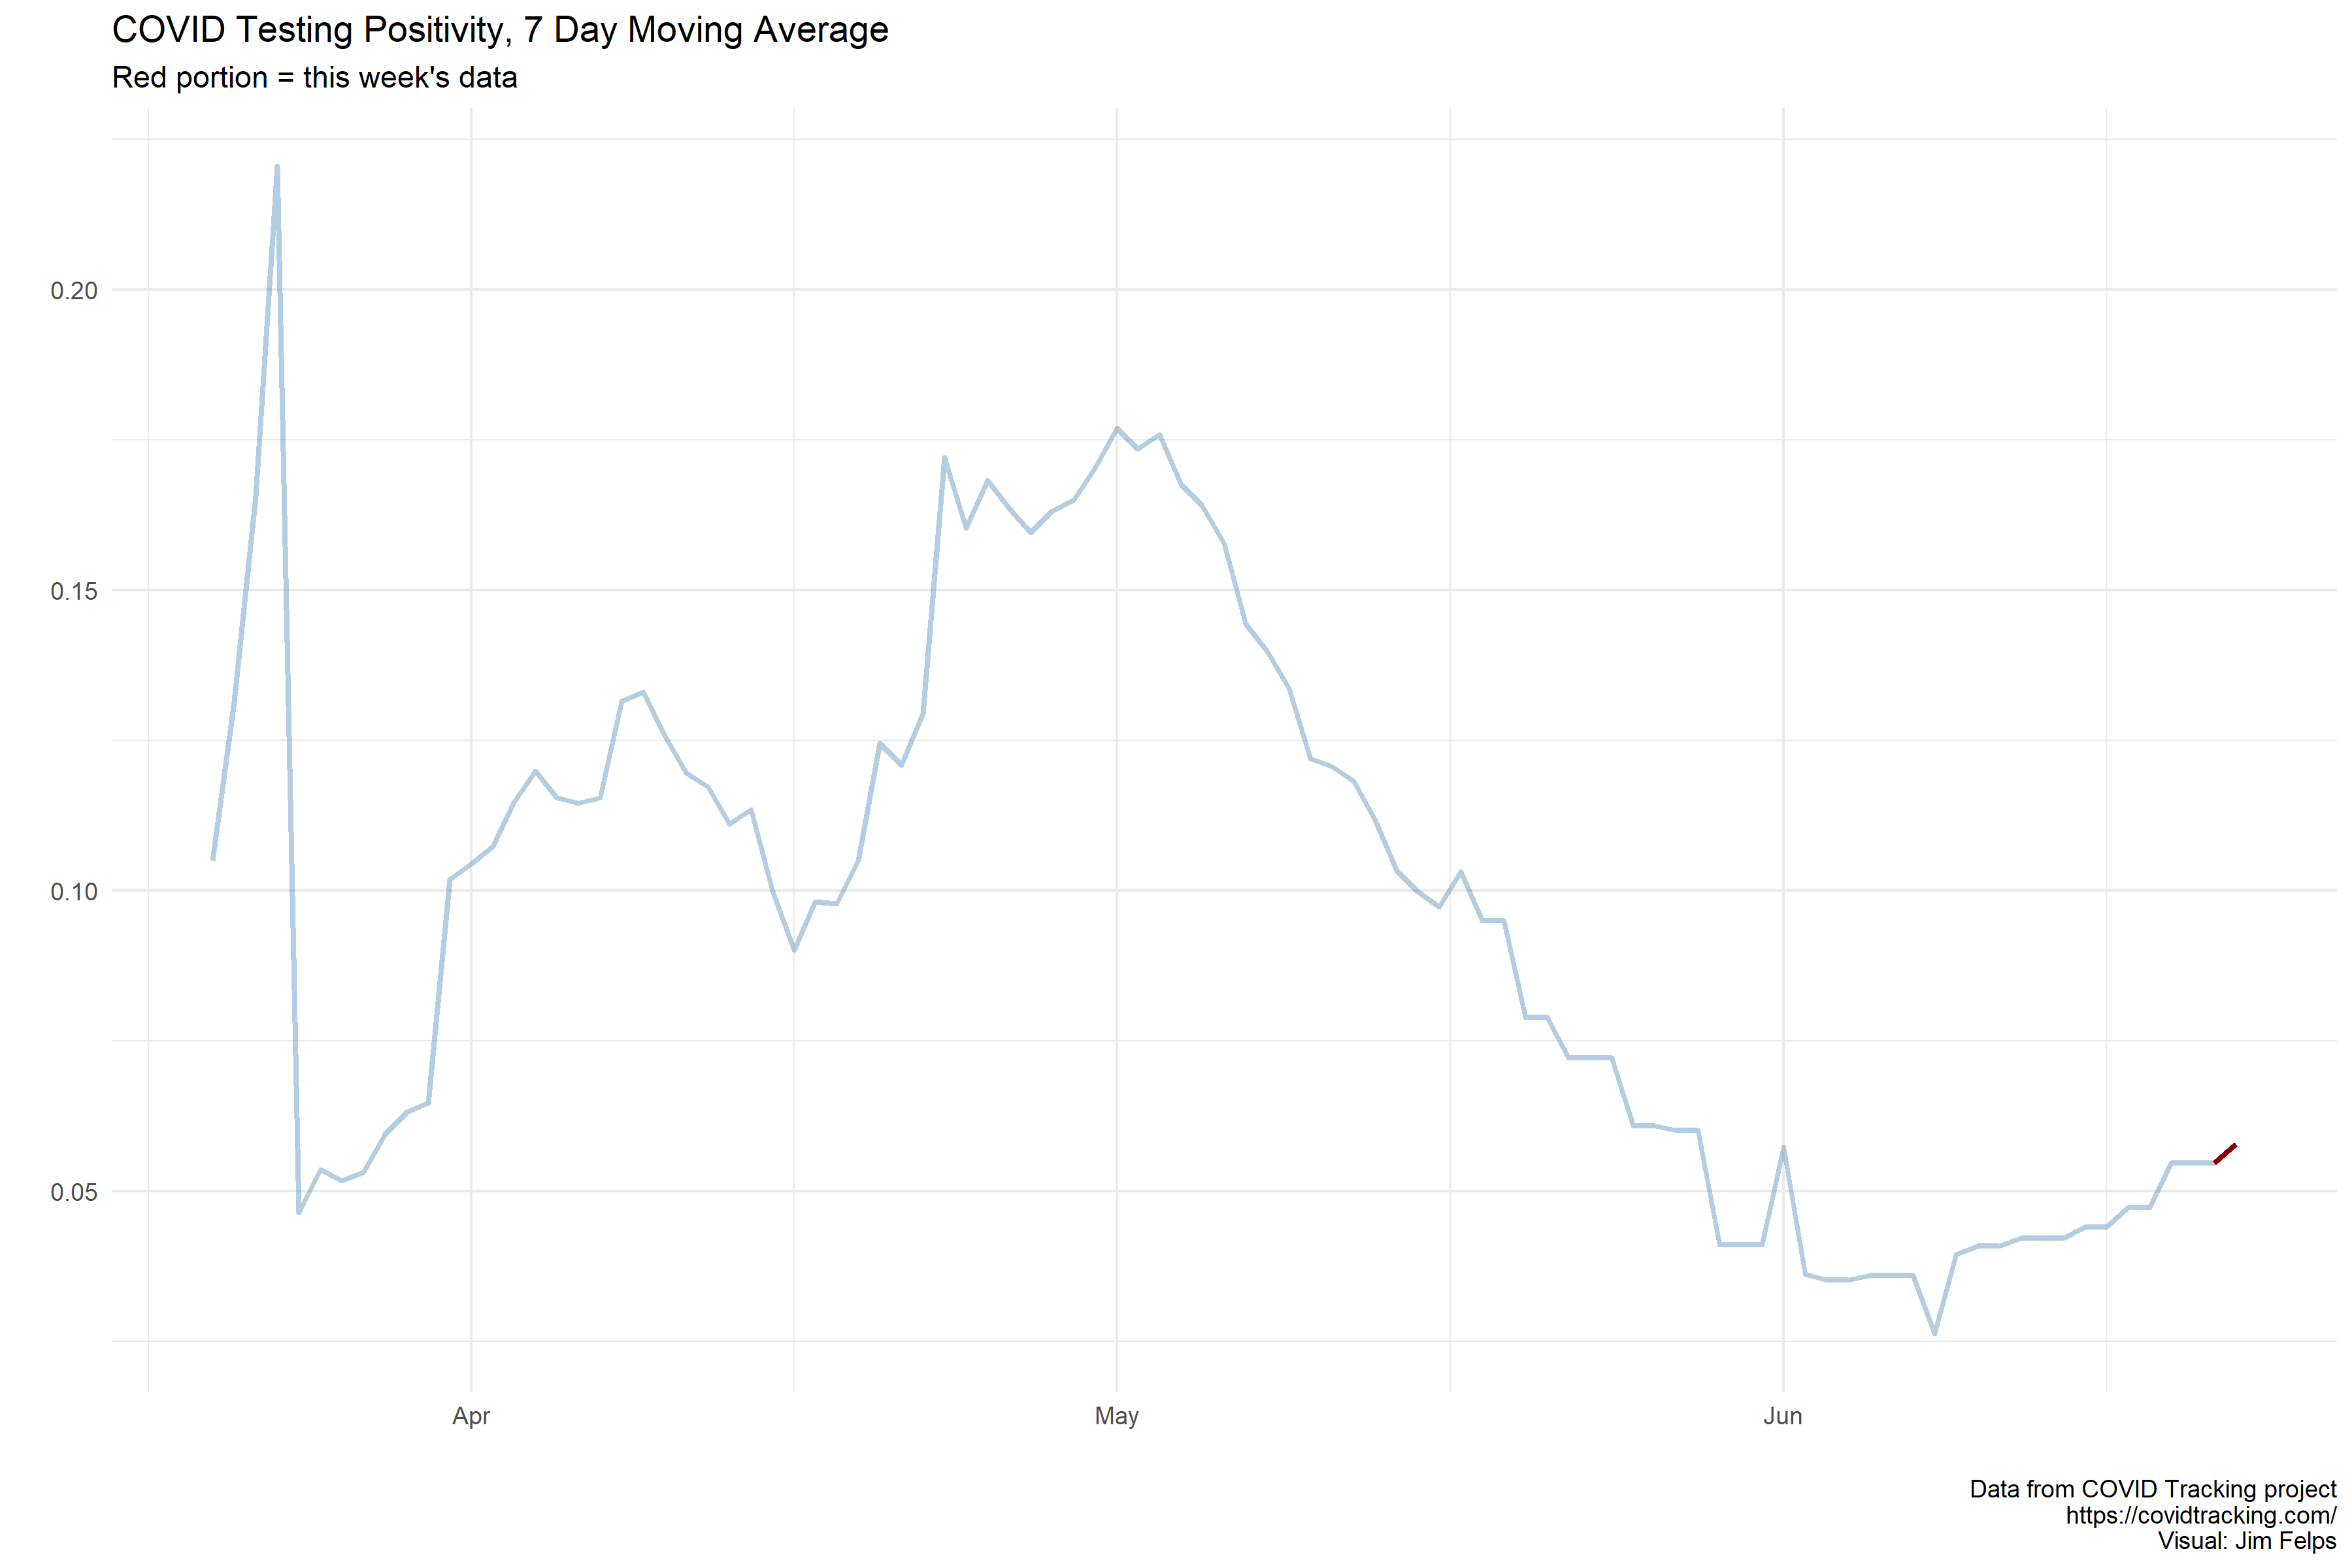 COVID Testing Positivity, 7 Day Moving Average
Red portion = this week's data
0.20
0.15
0.10
0.05
Apr May Jun
Data from COVID Tracking project
https://covidtracking.com/
Visual: Jim Felps